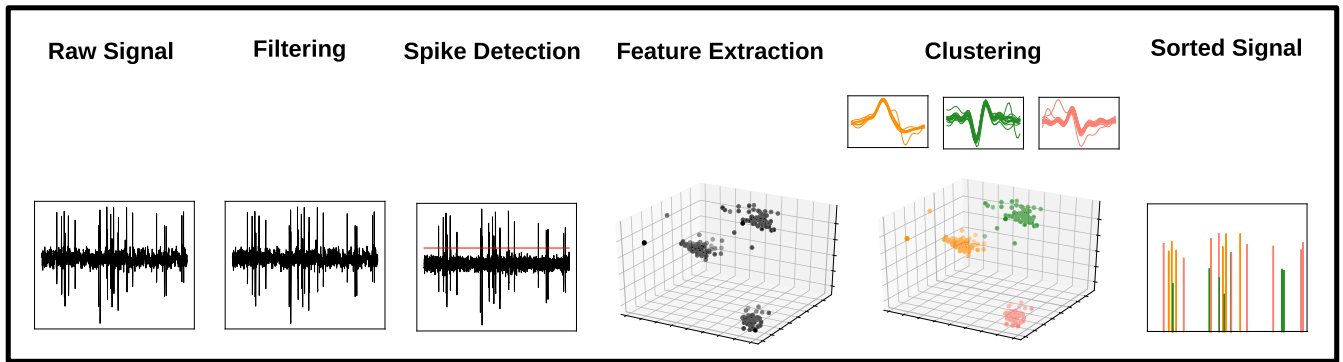 Raw Signal
Filtering
Spike Detection
Feature Extraction
Clustering
Sorted Signal